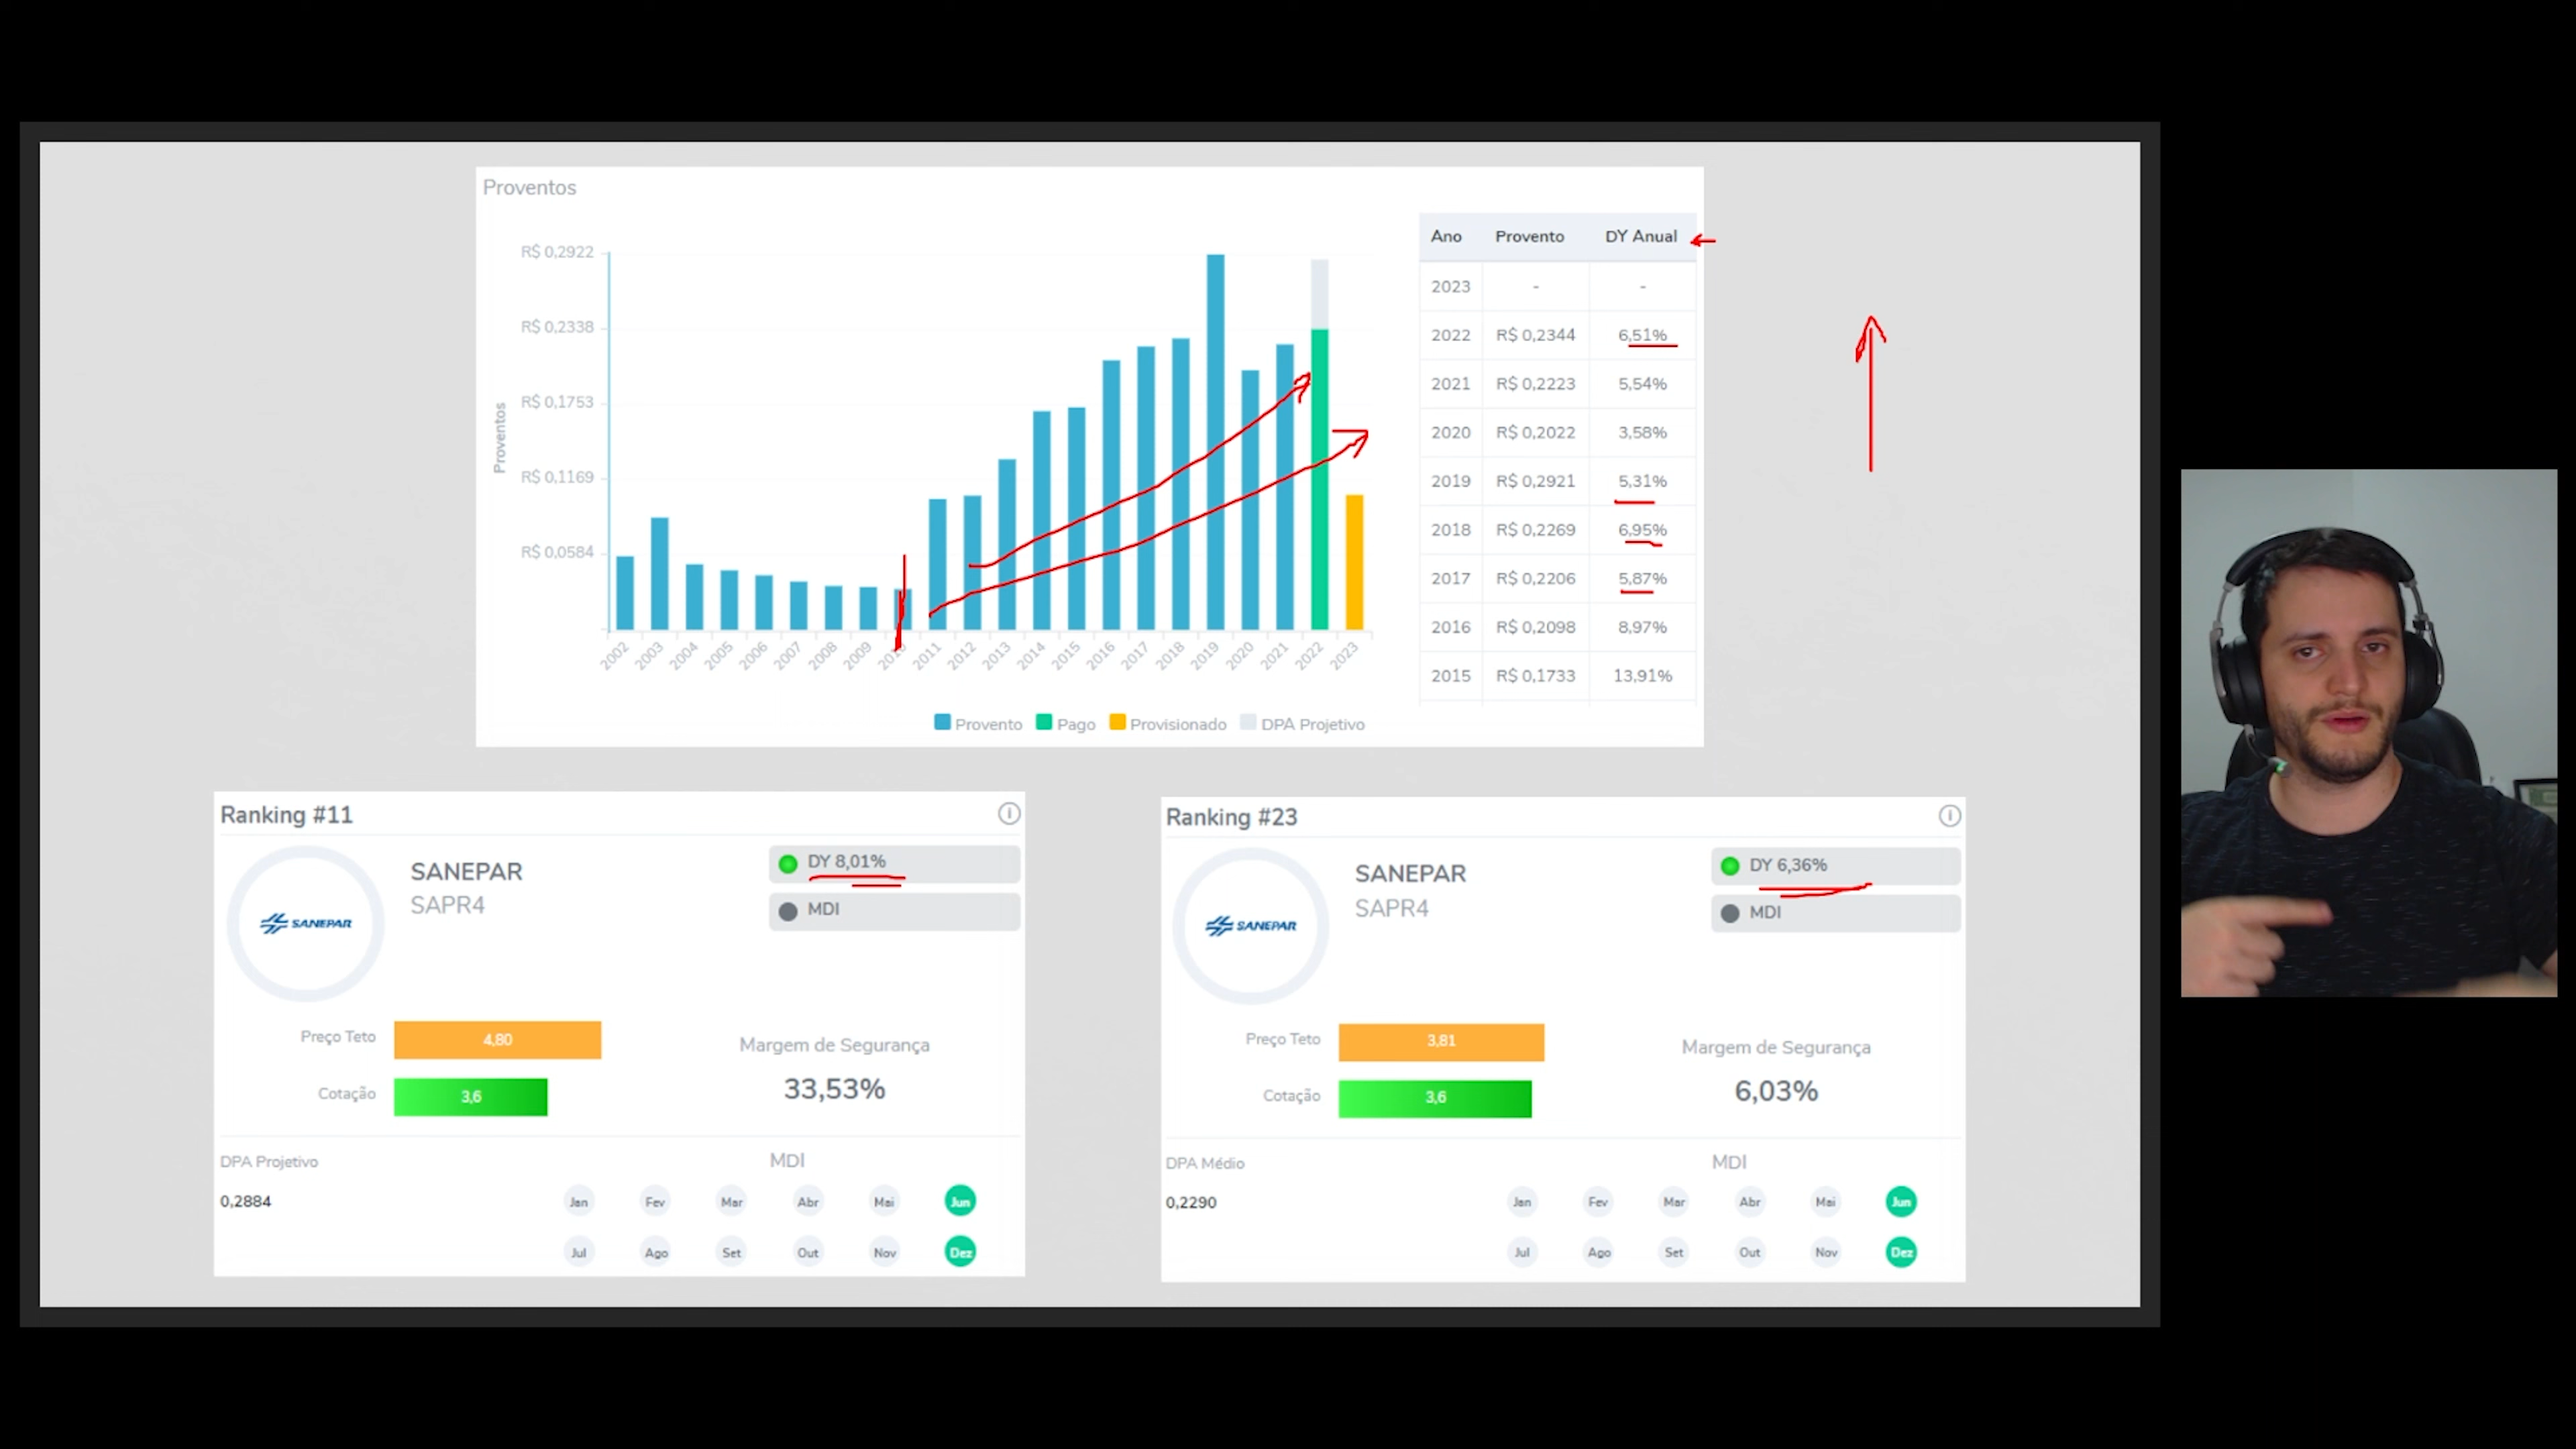 Proventos
R$ 0,2922
R$ 0,2338
R$ 0,1753
R$ 0,1169
R$ 0,0584
Proventos
2002 2003 2004 2005 2006 2007 2008 2009 2010 2011 2012 2013 2014 2015 2016 2017 2018 2019 2020 2021 2022 2023
Provento Pago Provisionado DPA Projetivo
Ano Provento DY Anual
2023 - -
2022 R$ 0,2344 6,51%
2021 R$ 0,2223 5,54%
2020 R$ 0,2022 3,58%
2019 R$ 0,2921 5,31%
2018 R$ 0,2269 6,95%
2017 R$ 0,2206 5,87%
2016 R$ 0,2098 8,97%
2015 R$ 0,1733 13,91%
Ranking #11
SANEPAR
SANEPAR
SAPR4
DY 8,01%
MDI
Preço Teto 4,80
Cotação 3,6
Margem de Segurança
33,53%
DPA Projetivo
0,2884
MDI
Jan Fev Mar Abr Mai Jun
Jul Ago Set Out Nov Dez
Ranking #23
SANEPAR
SANEPAR
SAPR4
DY 6,36%
MDI
Preço Teto 3,81
Cotação 3,6
Margem de Segurança
6,03%
DPA Médio
0,2290
MDI
Jan Fev Mar Abr Mai Jun
Jul Ago Set Out Nov Dez